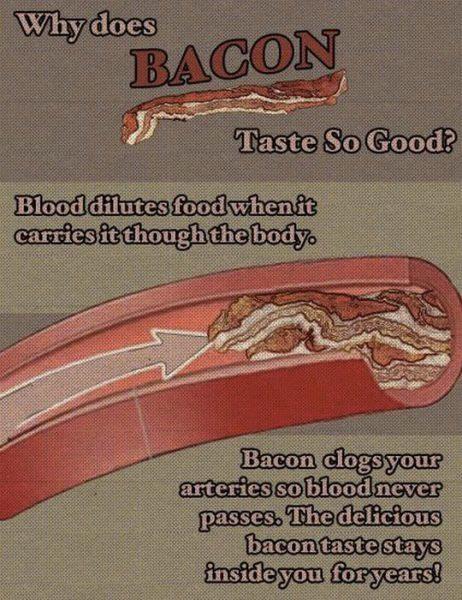 Why does
BACON
Taste So Good?
Blood dilutes food when it
carries it though the body.
Bacon clogs your
arteries so blood never
passes. The delicious
bacon taste stays
inside you for years!